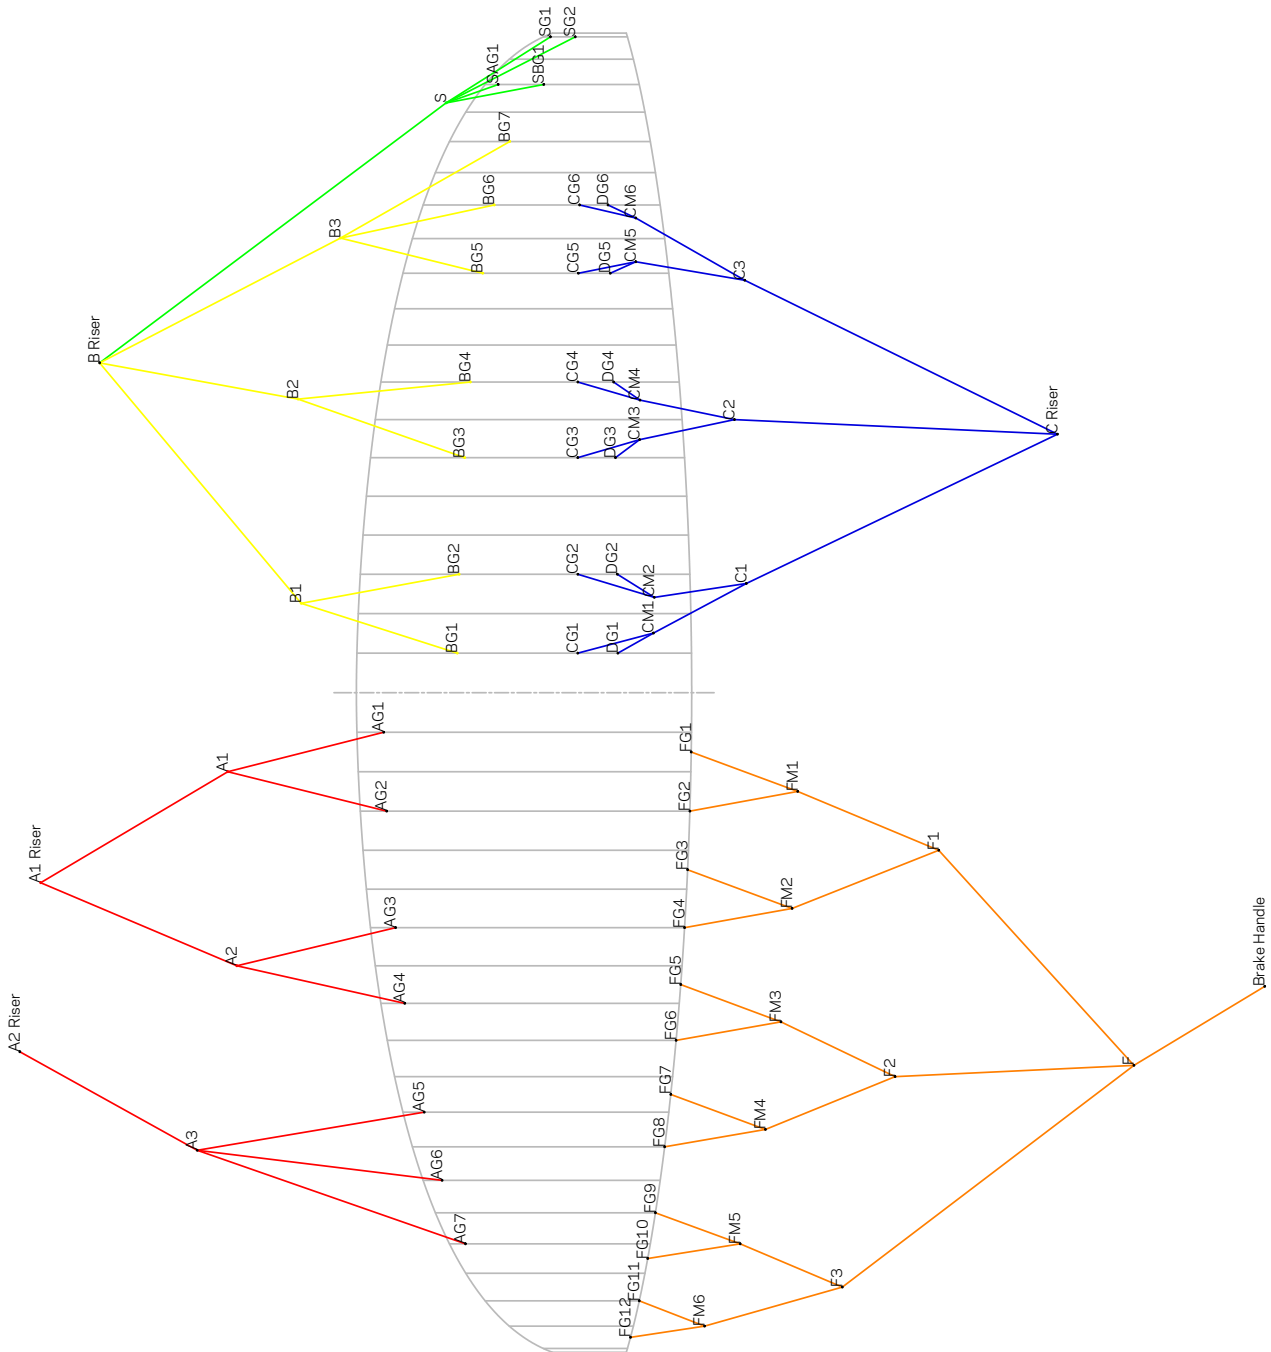 SG1
SG2
SAG1
SBG1
S
BG7
BG6
CG6
DG6
CM6
B3
BG5
CG5
DG5
CM5
C3
B Riser
B2
BG4
CG4
DG4
CM4
BG3
CG3
DG3
CM3
C2
C Riser
B1
BG2
CG2
DG2
CM2
C1
BG1
CG1
DG1
CM1
AG1
FG1
A1
AG2
FG2
FM1
A1 Riser
FG3
F1
AG3
FG4
FM2
A2
AG4
FG5
FM3
Brake Handle
A2 Riser
FG6
F2
F
FG7
AG5
FG8
FM4
A3
AG6
FG9
AG7
FG10
FM5
FG11
F3
FG12
FM6